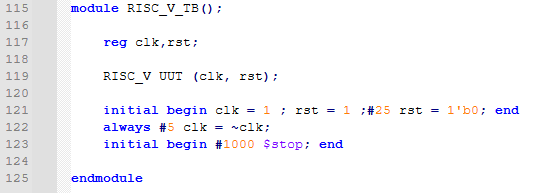 115 module RISC_V_TB();
116
117 reg clk,rst;
118
119 RISC_V UUT (clk, rst);
120
121 initial begin clk = 1 ; rst = 1 ;#25 rst = 1'b0; end
122 always #5 clk = ~clk;
123 initial begin #1000 $stop; end
124
125 endmodule